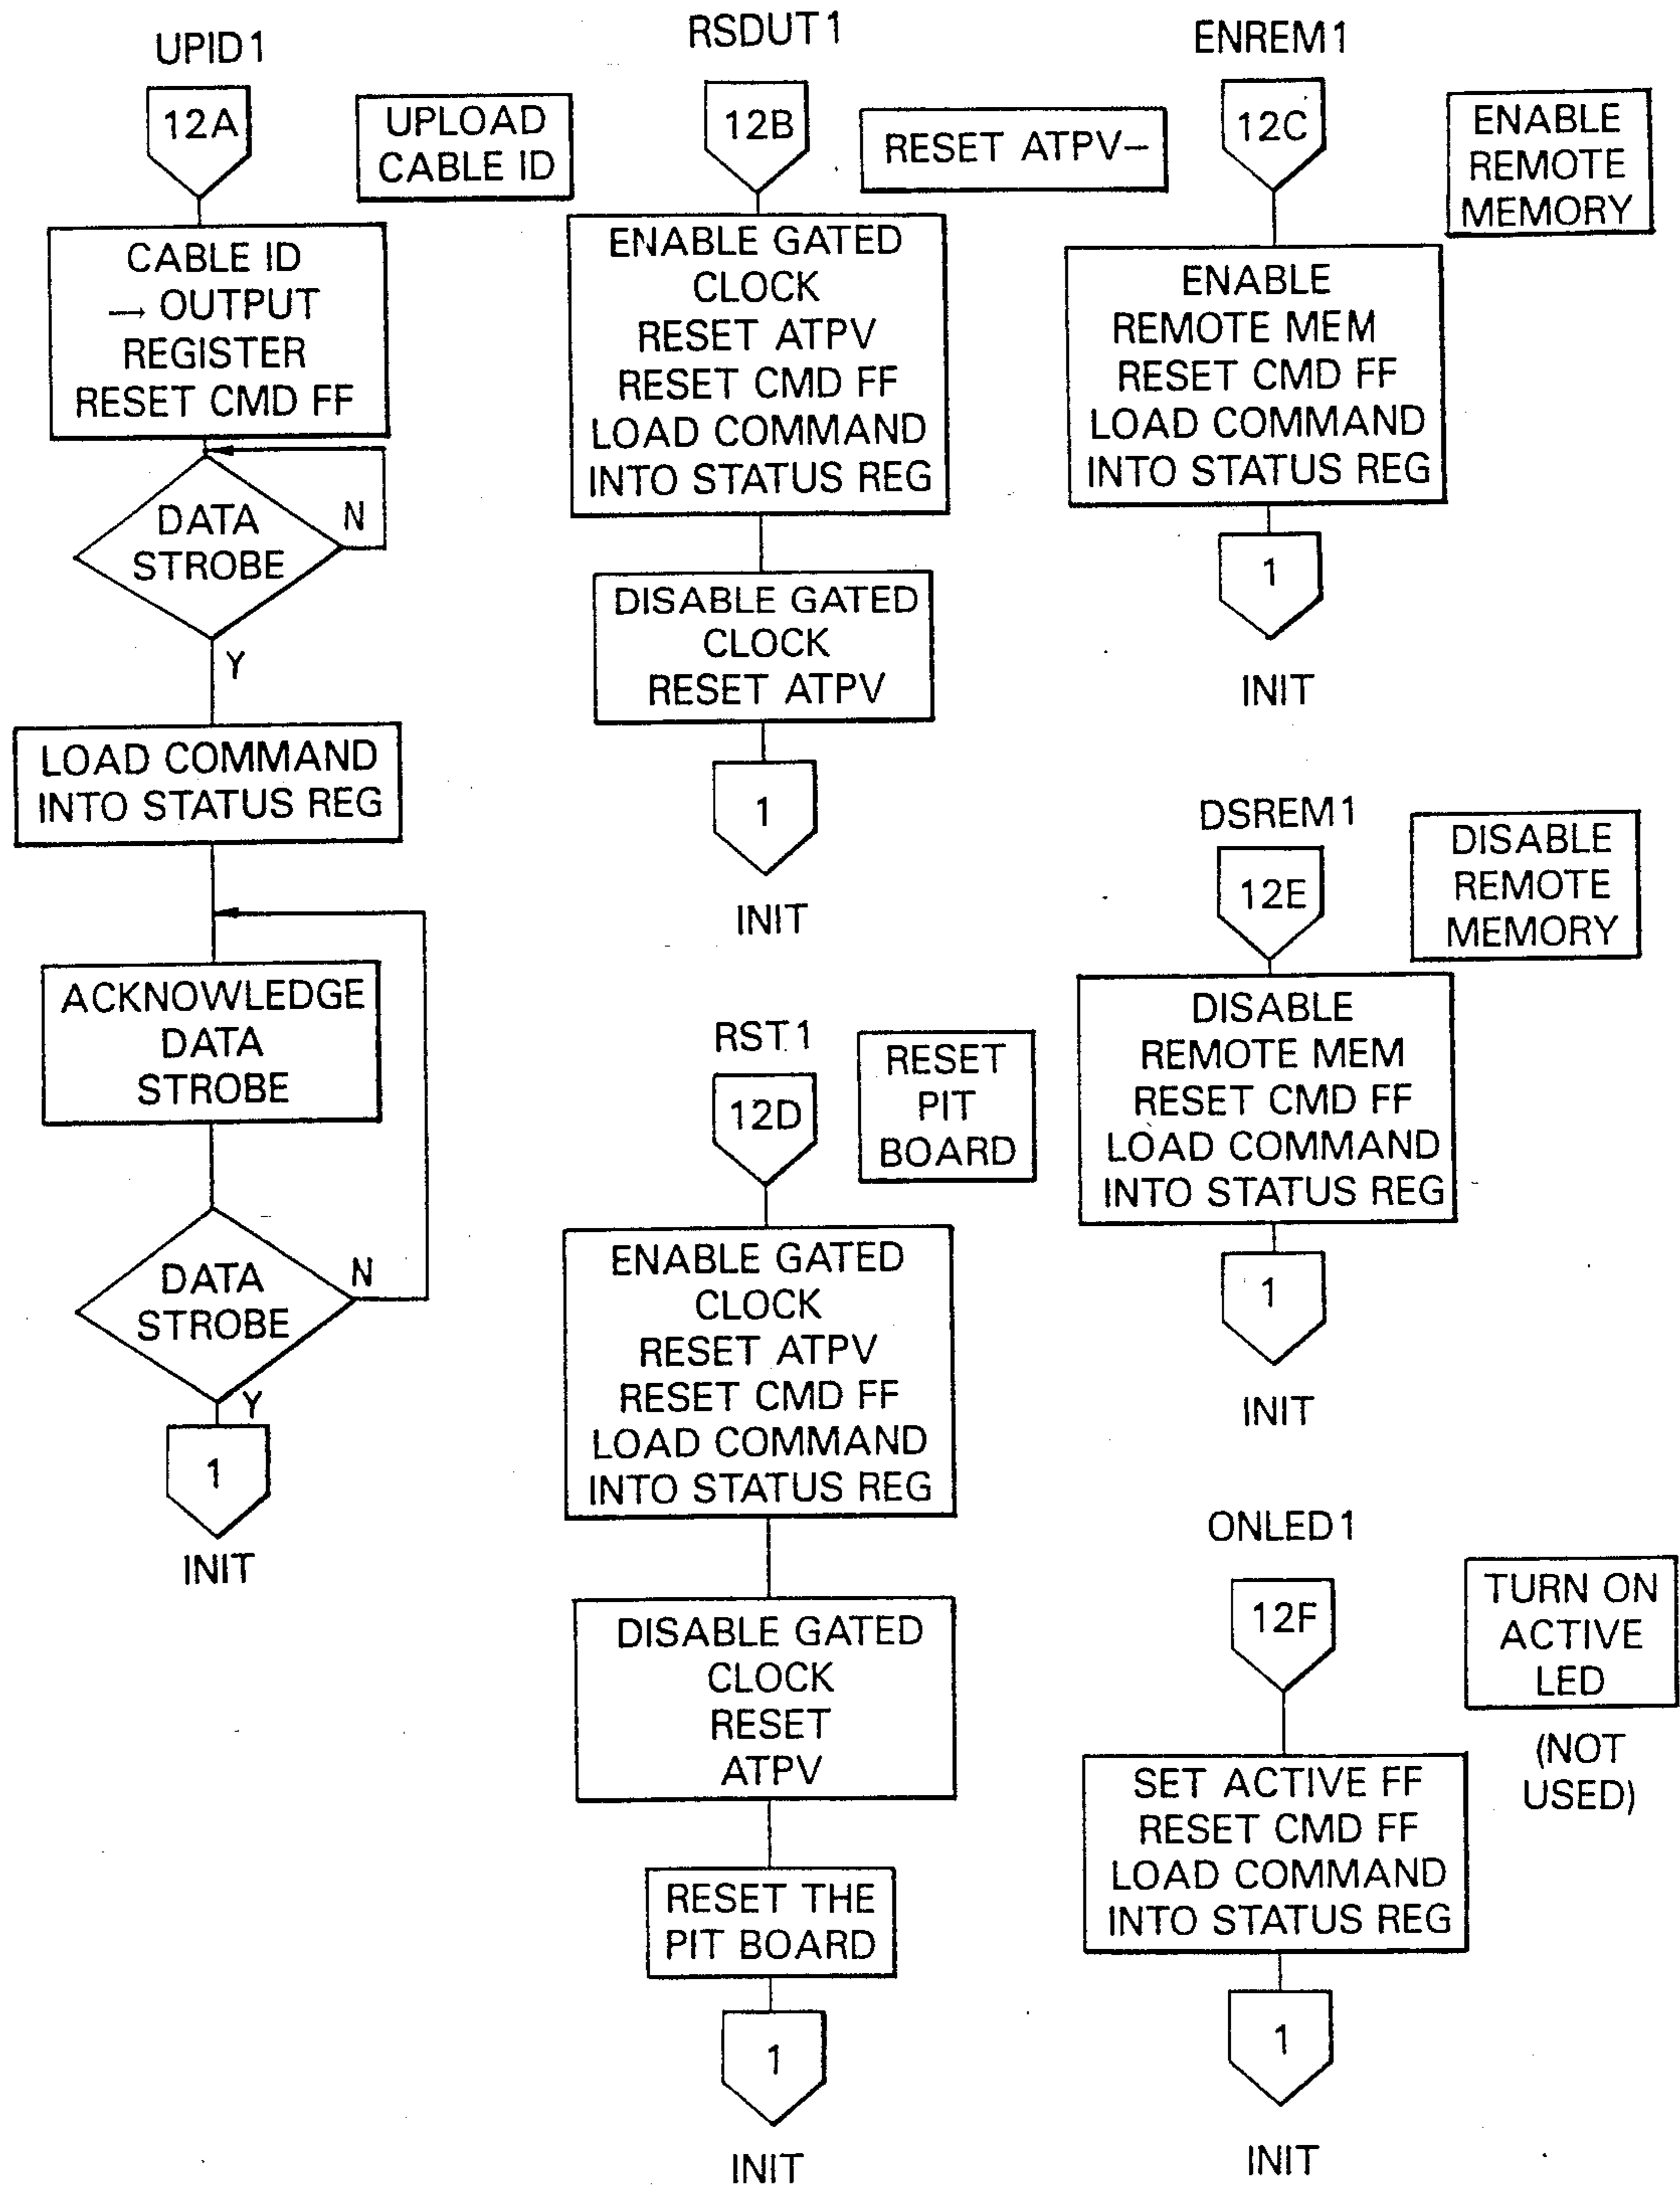 UPID1
12A
UPLOAD
CABLE ID
CABLE ID
→ OUTPUT
REGISTER
RESET CMD FF
DATA
STROBE
N
Y
LOAD COMMAND
INTO STATUS REG
ACKNOWLEDGE
DATA
STROBE
DATA
STROBE
N
Y
1
INIT
RSDUT1
12B
RESET ATPV–
ENABLE GATED
CLOCK
RESET ATPV
RESET CMD FF
LOAD COMMAND
INTO STATUS REG
DISABLE GATED
CLOCK
RESET ATPV
1
INIT
RST1
12D
RESET
PIT
BOARD
ENABLE GATED
CLOCK
RESET ATPV
RESET CMD FF
LOAD COMMAND
INTO STATUS REG
DISABLE GATED
CLOCK
RESET
ATPV
RESET THE
PIT BOARD
1
INIT
ENREM1
12C
ENABLE
REMOTE
MEMORY
ENABLE
REMOTE MEM
RESET CMD FF
LOAD COMMAND
INTO STATUS REG
1
INIT
DSREM1
12E
DISABLE
REMOTE
MEMORY
DISABLE
REMOTE MEM
RESET CMD FF
LOAD COMMAND
INTO STATUS REG
1
INIT
ONLED1
12F
TURN ON
ACTIVE
LED
(NOT
USED)
SET ACTIVE FF
RESET CMD FF
LOAD COMMAND
INTO STATUS REG
1
INIT